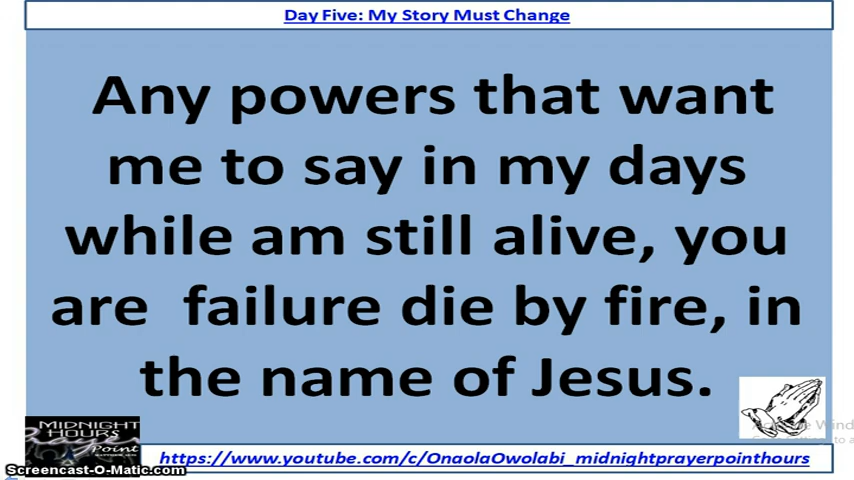 Day Five: My Story Must Change
Any powers that want
me to say in my days
while am still alive, you
are failure die by fire, in
the name of Jesus.
MIDNIGHT
HOURS
Point
Screencast-O-Matic.com
https://www.youtube.com/c/OnaolaOwolabi_midnightprayerpointhours